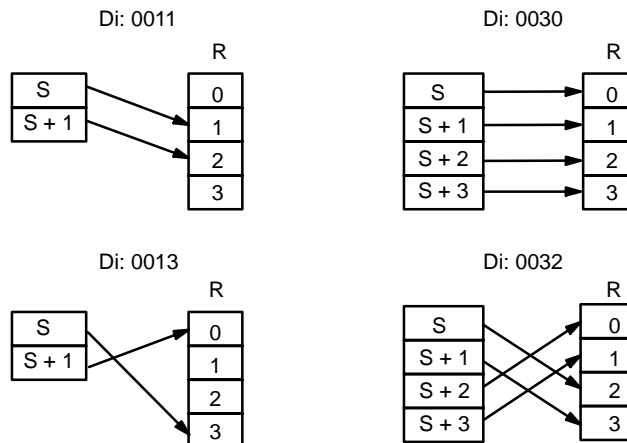 Di: 0011
R
S
S + 1
0
1
2
3
Di: 0030
R
S
S + 1
S + 2
S + 3
0
1
2
3
Di: 0013
R
S
S + 1
0
1
2
3
Di: 0032
R
S
S + 1
S + 2
S + 3
0
1
2
3